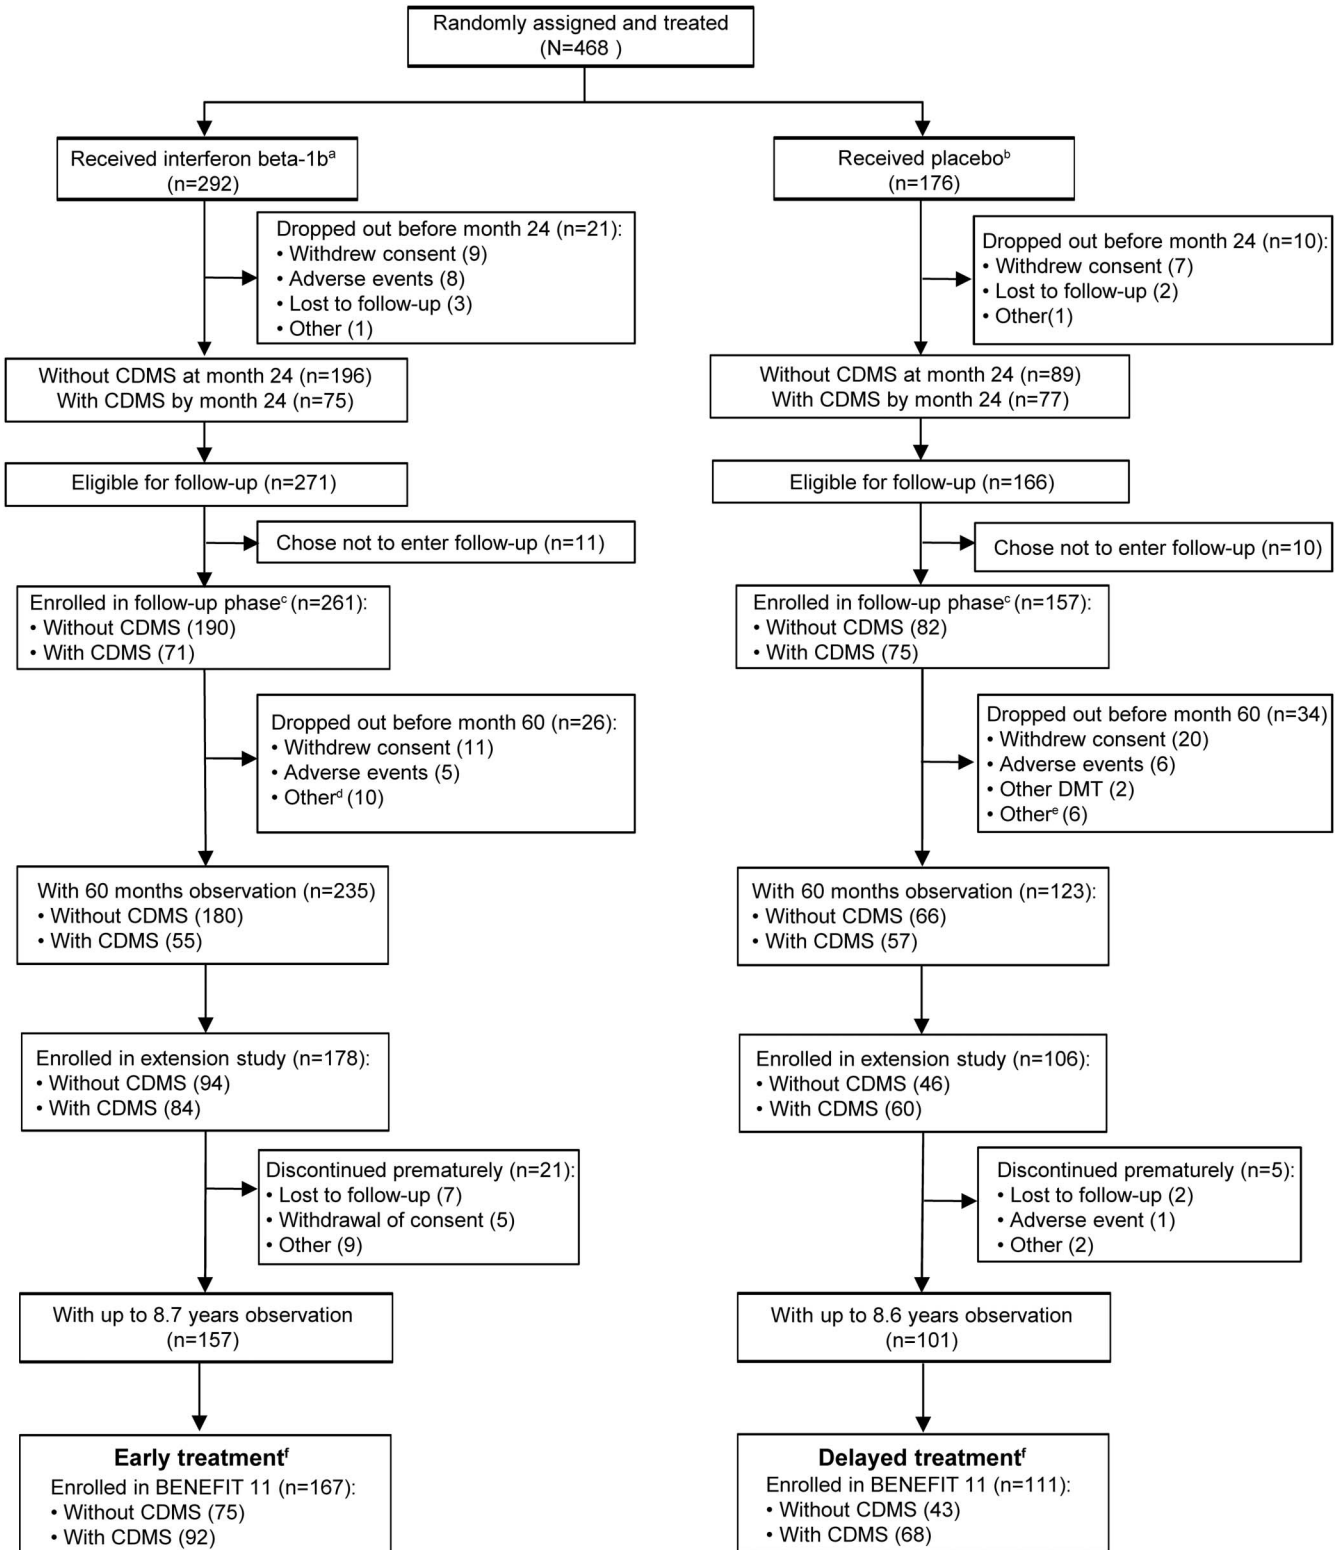 Randomly assigned and treated
(N=468 )
Received interferon beta-1bᵃ
(n=292)
Received placeboᵇ
(n=176)
Dropped out before month 24 (n=21):
• Withdrew consent (9)
• Adverse events (8)
• Lost to follow-up (3)
• Other (1)
Dropped out before month 24 (n=10):
• Withdrew consent (7)
• Lost to follow-up (2)
• Other(1)
Without CDMS at month 24 (n=196)
With CDMS by month 24 (n=75)
Without CDMS at month 24 (n=89)
With CDMS by month 24 (n=77)
Eligible for follow-up (n=271)
Eligible for follow-up (n=166)
Chose not to enter follow-up (n=11)
Chose not to enter follow-up (n=10)
Enrolled in follow-up phaseᶜ (n=261):
• Without CDMS (190)
• With CDMS (71)
Enrolled in follow-up phaseᶜ (n=157):
• Without CDMS (82)
• With CDMS (75)
Dropped out before month 60 (n=26):
• Withdrew consent (11)
• Adverse events (5)
• Otherᵈ (10)
Dropped out before month 60 (n=34)
• Withdrew consent (20)
• Adverse events (6)
• Other DMT (2)
• Otherᵉ (6)
With 60 months observation (n=235)
• Without CDMS (180)
• With CDMS (55)
With 60 months observation (n=123):
• Without CDMS (66)
• With CDMS (57)
Enrolled in extension study (n=178):
• Without CDMS (94)
• With CDMS (84)
Enrolled in extension study (n=106):
• Without CDMS (46)
• With CDMS (60)
Discontinued prematurely (n=21):
• Lost to follow-up (7)
• Withdrawal of consent (5)
• Other (9)
Discontinued prematurely (n=5):
• Lost to follow-up (2)
• Adverse event (1)
• Other (2)
With up to 8.7 years observation
(n=157)
With up to 8.6 years observation
(n=101)
Early treatmentᶠ
Enrolled in BENEFIT 11 (n=167):
• Without CDMS (75)
• With CDMS (92)
Delayed treatmentᶠ
Enrolled in BENEFIT 11 (n=111):
• Without CDMS (43)
• With CDMS (68)